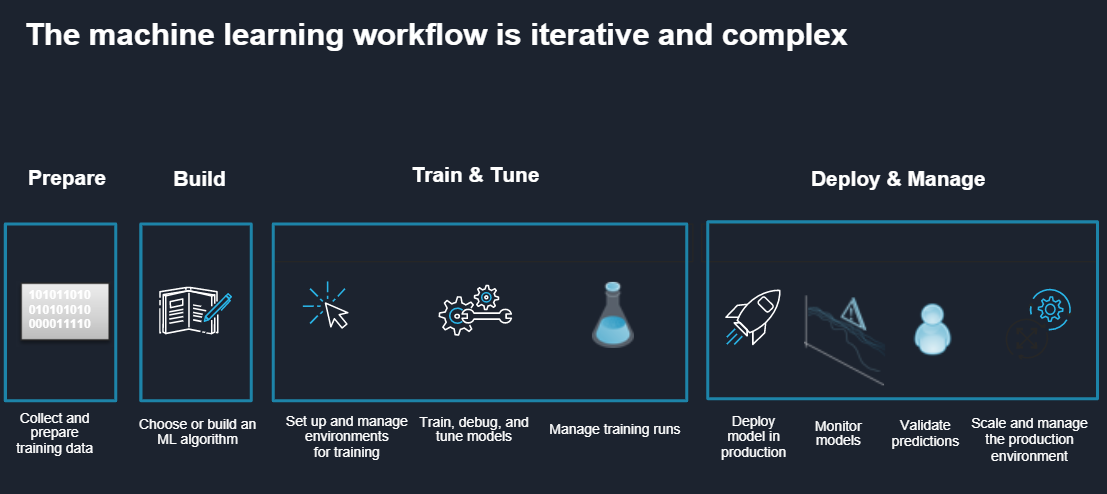 The machine learning workflow is iterative and complex
Prepare
Build
Train & Tune
Deploy & Manage
101011010
010101010
000011110
Collect and
prepare
training data
Choose or build an
ML algorithm
Set up and manage
environments
for training
Train, debug, and
tune models
Manage training runs
Deploy
model in
production
Monitor
models
Validate
predictions
Scale and manage
the production
environment